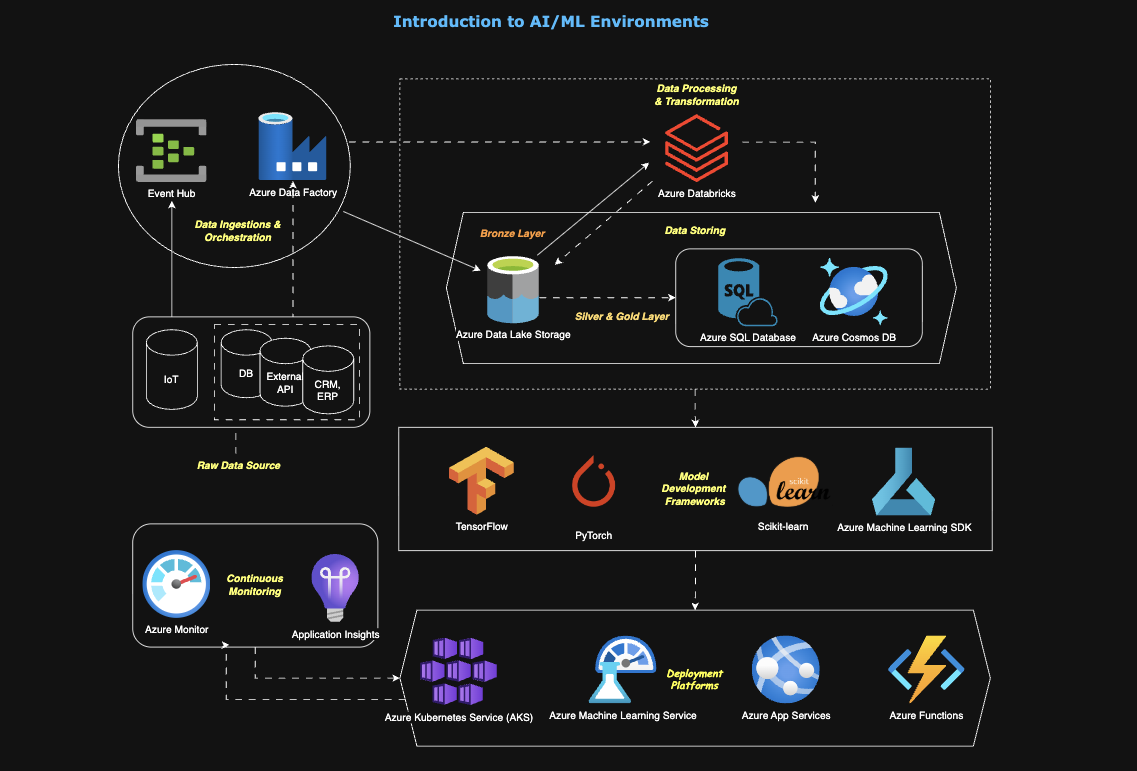 Introduction to AI/ML Environments
Data Processing
& Transformation
Azure Databricks
Event Hub
Azure Data Factory
Data Ingestions &
Orchestration
Bronze Layer
Data Storing
SQL
Azure Data Lake Storage
Silver & Gold Layer
Azure SQL Database
Azure Cosmos DB
IoT
DB
External
API
CRM,
ERP
Raw Data Source
TensorFlow
PyTorch
Model
Development
Frameworks
scikit
learn
Scikit-learn
Azure Machine Learning SDK
Continuous
Monitoring
Azure Monitor
Application Insights
Azure Kubernetes Service (AKS)
Azure Machine Learning Service
Deployment
Platforms
Azure App Services
Azure Functions